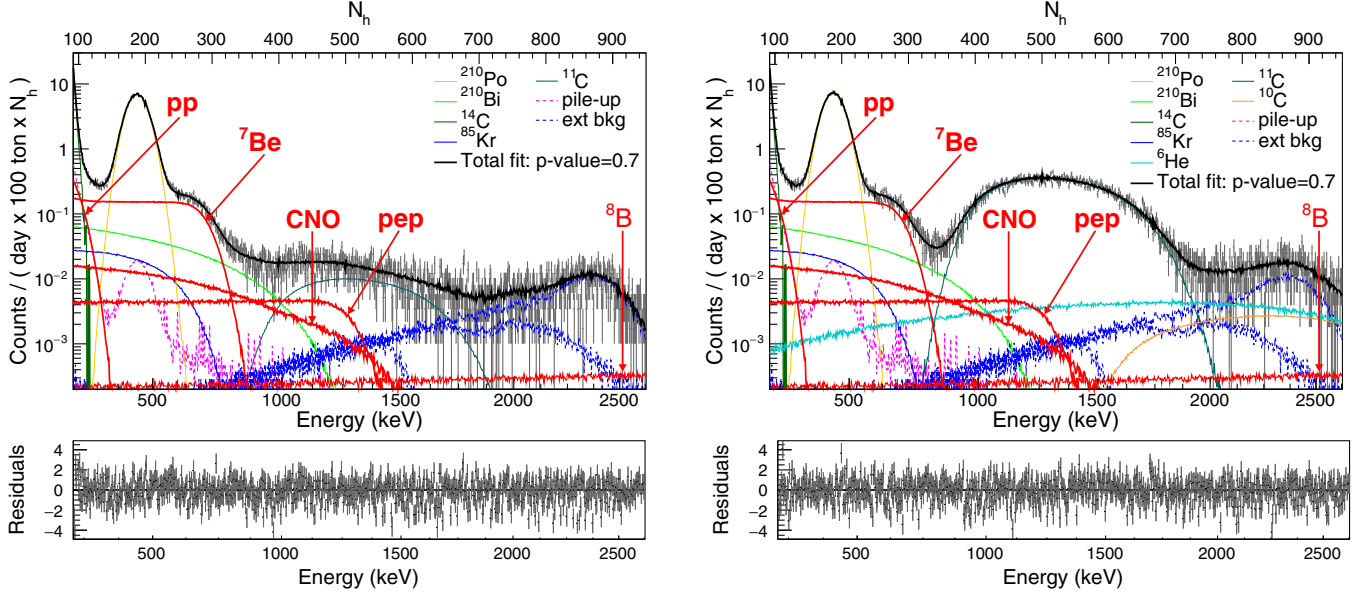 N_h
100 200 300 400 500 600 700 800 900
10
1
10⁻¹
10⁻²
10⁻³
Counts / ( day x 100 ton x N_h )
²¹⁰Po
²¹⁰Bi
¹⁴C
⁸⁵Kr
¹¹C
pile-up
ext bkg
Total fit: p-value=0.7
pp
⁷Be
CNO
pep
⁸B
500 1000 1500 2000 2500
Energy (keV)
Residuals
4
2
0
−2
−4
500 1000 1500 2000 2500
Energy (keV)
N_h
100 200 300 400 500 600 700 800 900
10
1
10⁻¹
10⁻²
10⁻³
Counts / ( day x 100 ton x N_h )
²¹⁰Po
²¹⁰Bi
¹⁴C
⁸⁵Kr
⁶He
¹¹C
¹⁰C
pile-up
ext bkg
Total fit: p-value=0.7
pp
⁷Be
CNO
pep
⁸B
500 1000 1500 2000 2500
Energy (keV)
Residuals
4
2
0
−2
−4
500 1000 1500 2000 2500
Energy (keV)